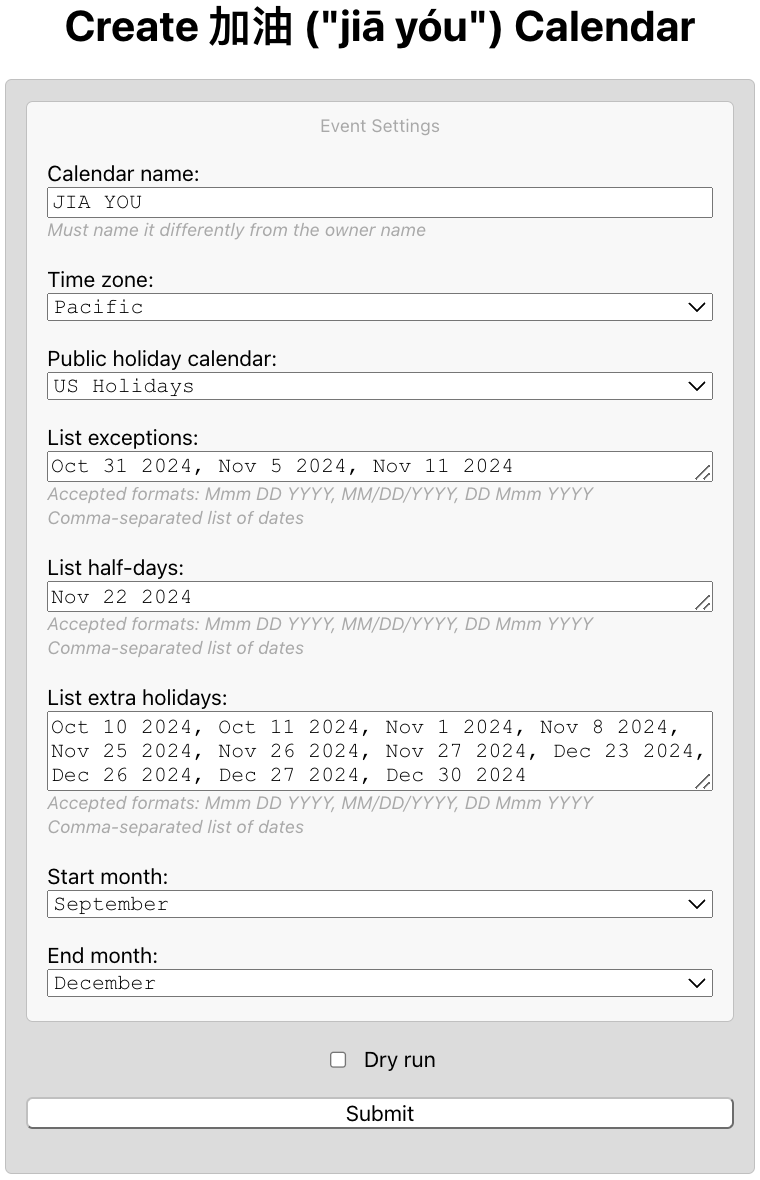 Create 加油 ("jiā yóu") Calendar
Event Settings
Calendar name:
JIA YOU
Must name it differently from the owner name
Time zone:
Pacific
Public holiday calendar:
US Holidays
List exceptions:
Oct 31 2024, Nov 5 2024, Nov 11 2024
Accepted formats: Mmm DD YYYY, MM/DD/YYYY, DD Mmm YYYY
Comma-separated list of dates
List half-days:
Nov 22 2024
Accepted formats: Mmm DD YYYY, MM/DD/YYYY, DD Mmm YYYY
Comma-separated list of dates
List extra holidays:
Oct 10 2024, Oct 11 2024, Nov 1 2024, Nov 8 2024,
Nov 25 2024, Nov 26 2024, Nov 27 2024, Dec 23 2024,
Dec 26 2024, Dec 27 2024, Dec 30 2024
Accepted formats: Mmm DD YYYY, MM/DD/YYYY, DD Mmm YYYY
Comma-separated list of dates
Start month:
September
End month:
December
Dry run
Submit